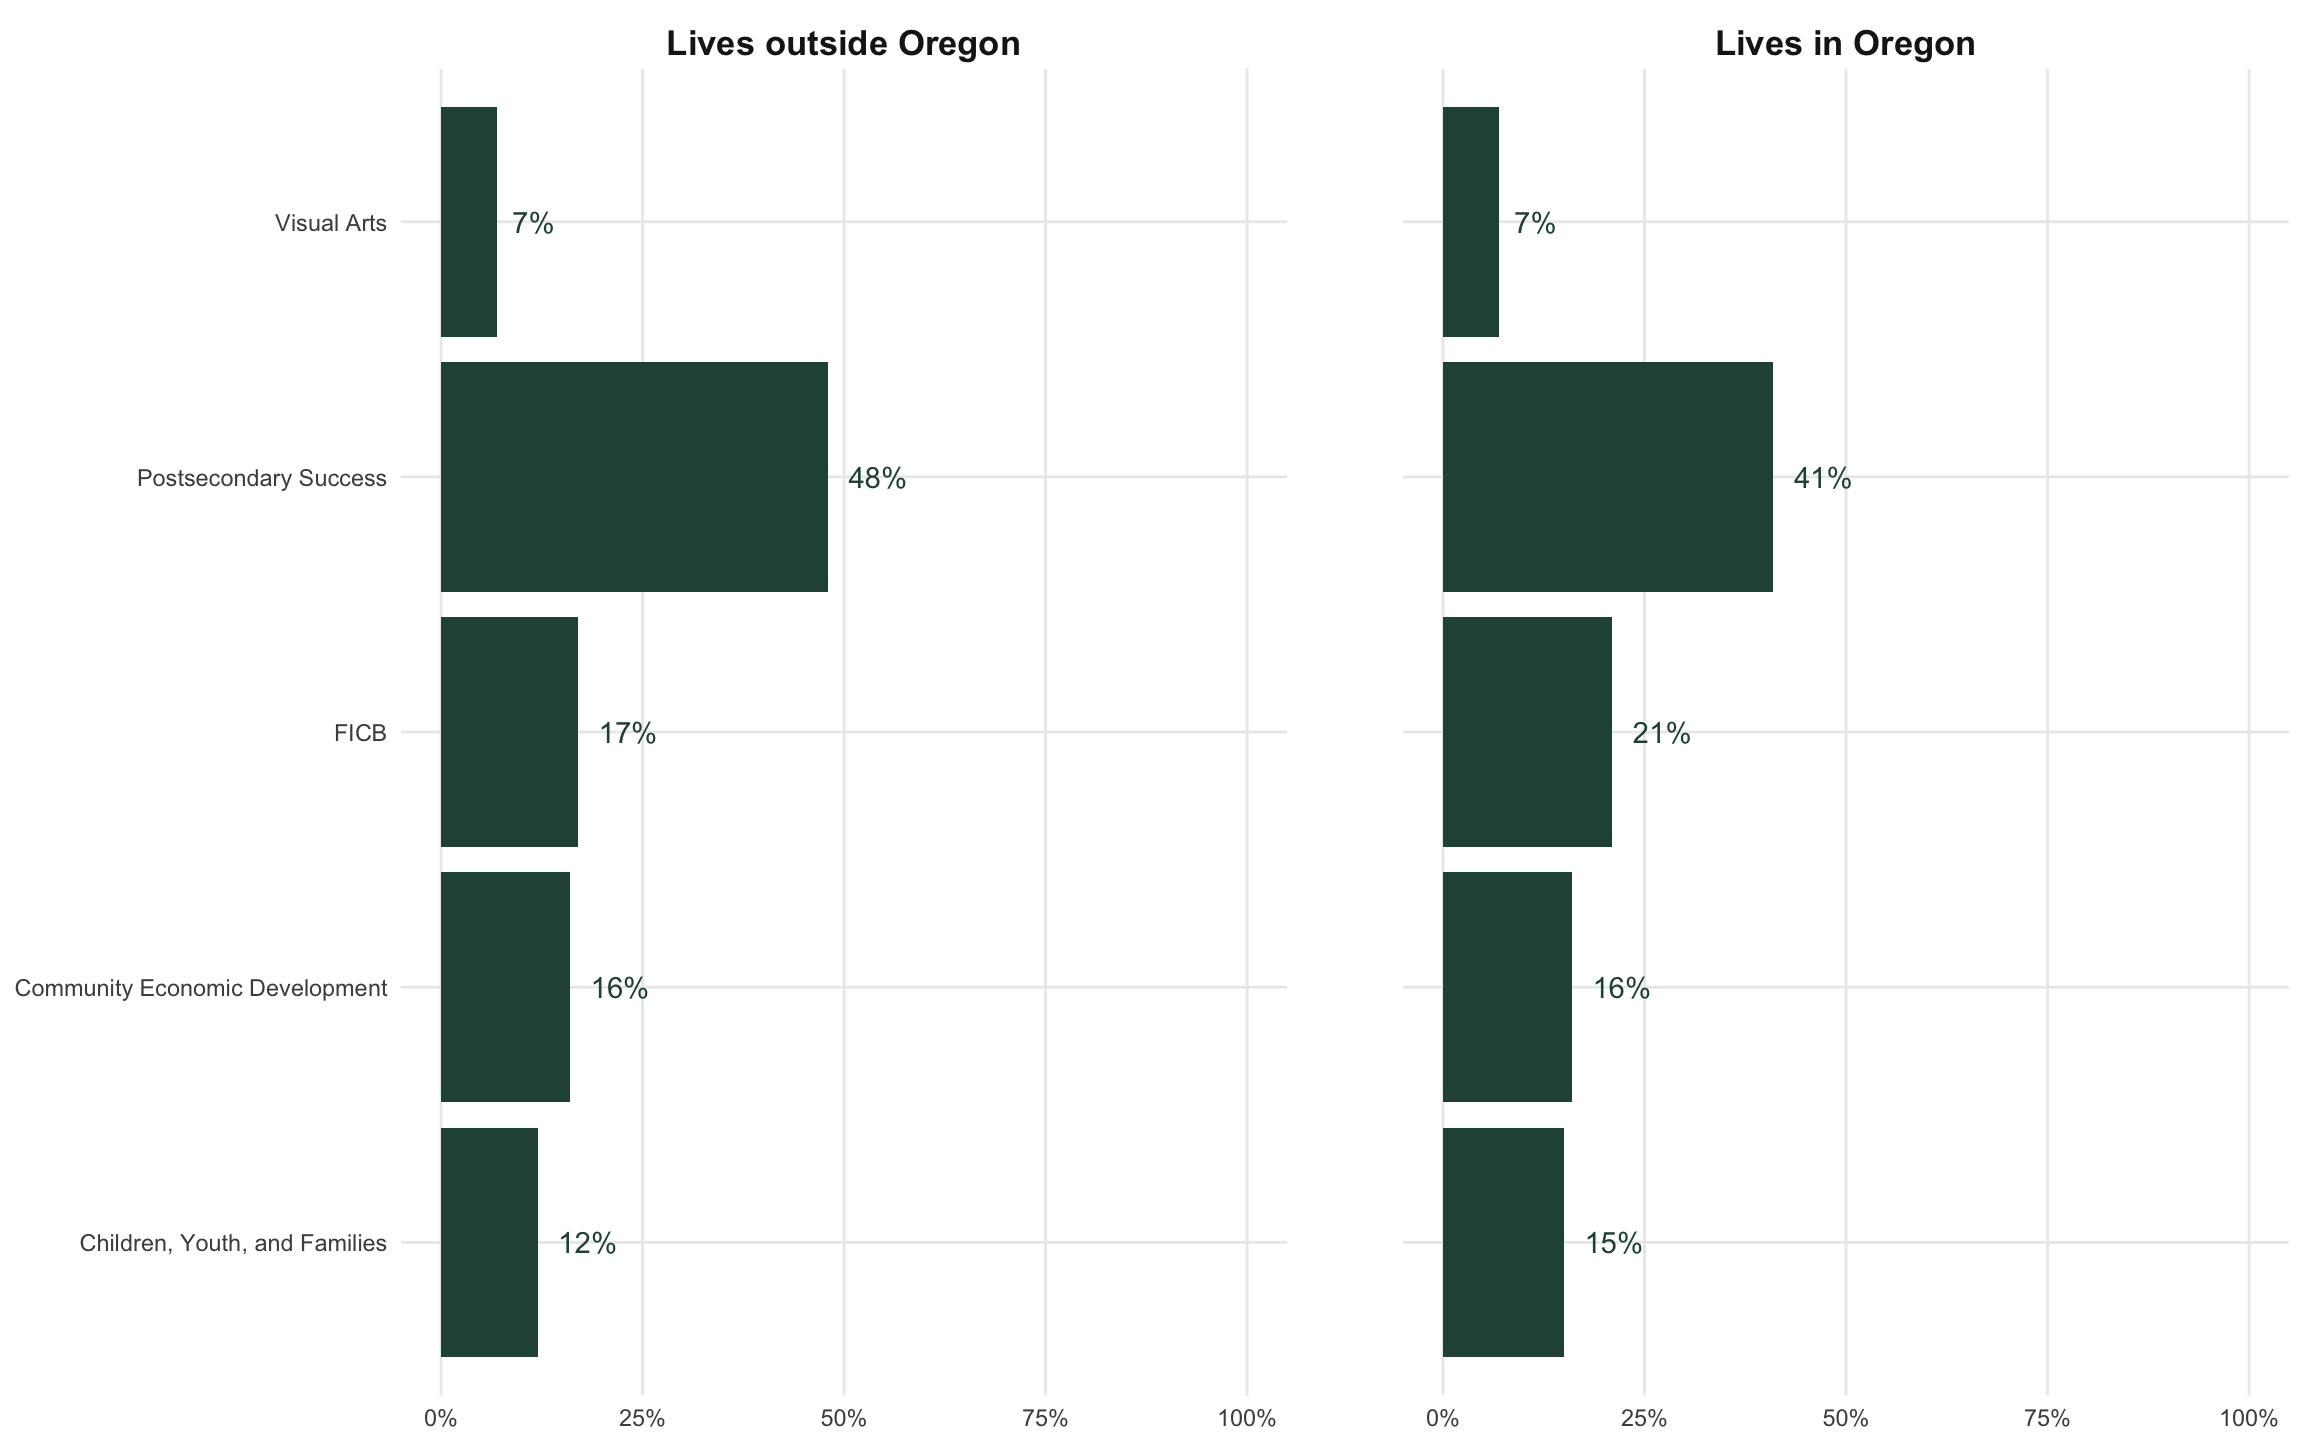 Lives outside Oregon
Lives in Oregon
Visual Arts
7%
7%
Postsecondary Success
48%
41%
FICB
17%
21%
Community Economic Development
16%
16%
Children, Youth, and Families
12%
15%
0% 25% 50% 75% 100%
0% 25% 50% 75% 100%